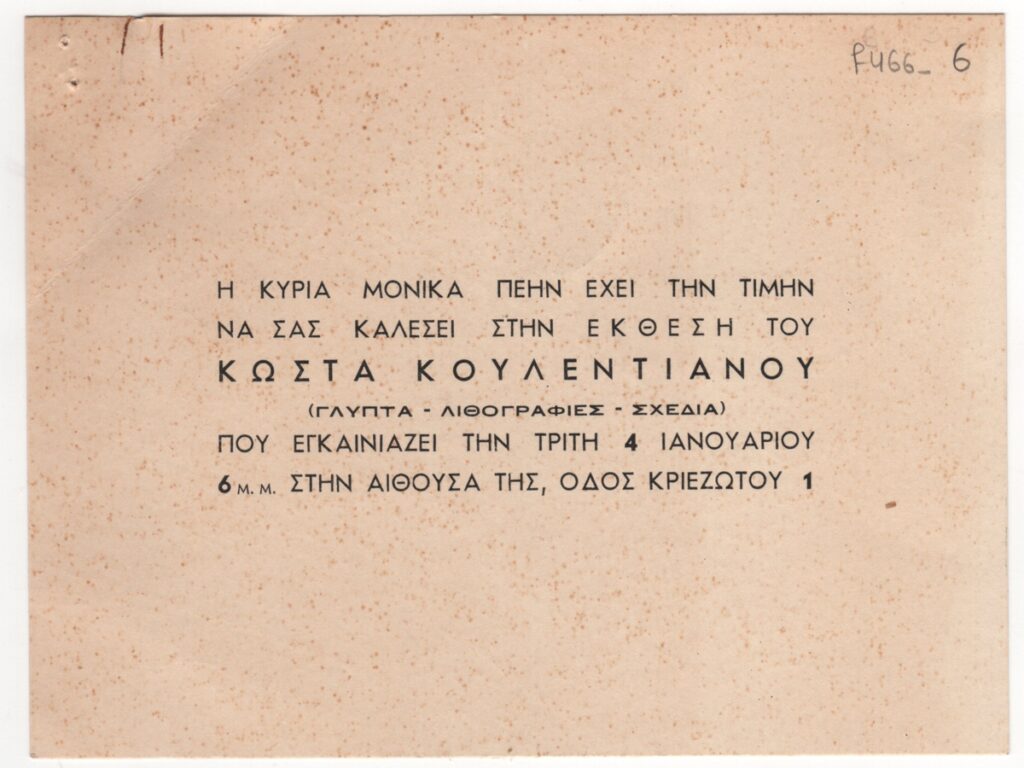 F466- 6
Η ΚΥΡΙΑ ΜΟΝΙΚΑ ΠΕΗΝ ΕΧΕΙ ΤΗΝ ΤΙΜΗΝ
ΝΑ ΣΑΣ ΚΑΛΕΣΕΙ ΣΤΗΝ ΕΚΘΕΣΗ ΤΟΥ
ΚΩΣΤΑ ΚΟΥΛΕΝΤΙΑΝΟΥ
(ΓΛΥΠΤΑ - ΛΙΘΟΓΡΑΦΙΕΣ - ΣΧΕΔΙΑ)
ΠΟΥ ΕΓΚΑΙΝΙΑΖΕΙ ΤΗΝ ΤΡΙΤΗ 4 ΙΑΝΟΥΑΡΙΟΥ
6 Μ. Μ. ΣΤΗΝ ΑΙΘΟΥΣΑ ΤΗΣ, ΟΔΟΣ ΚΡΙΕΖΩΤΟΥ 1